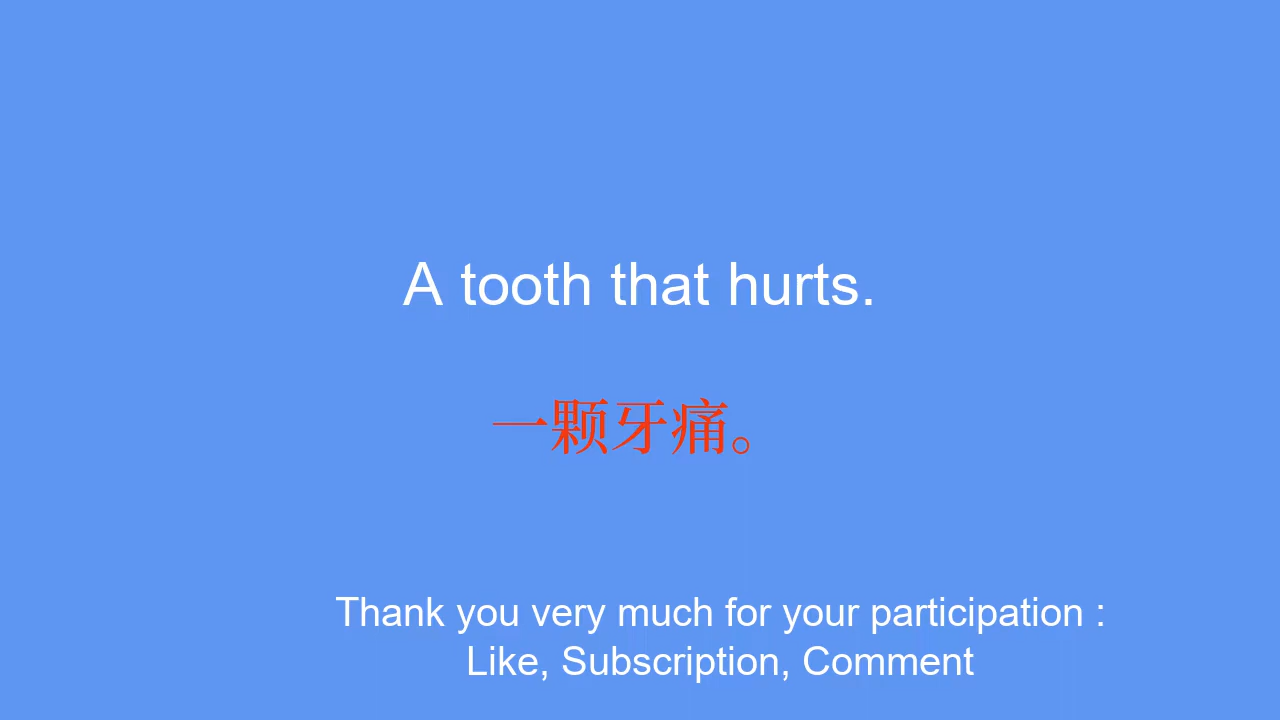 A tooth that hurts.
一颗牙痛。
Thank you very much for your participation :
Like, Subscription, Comment